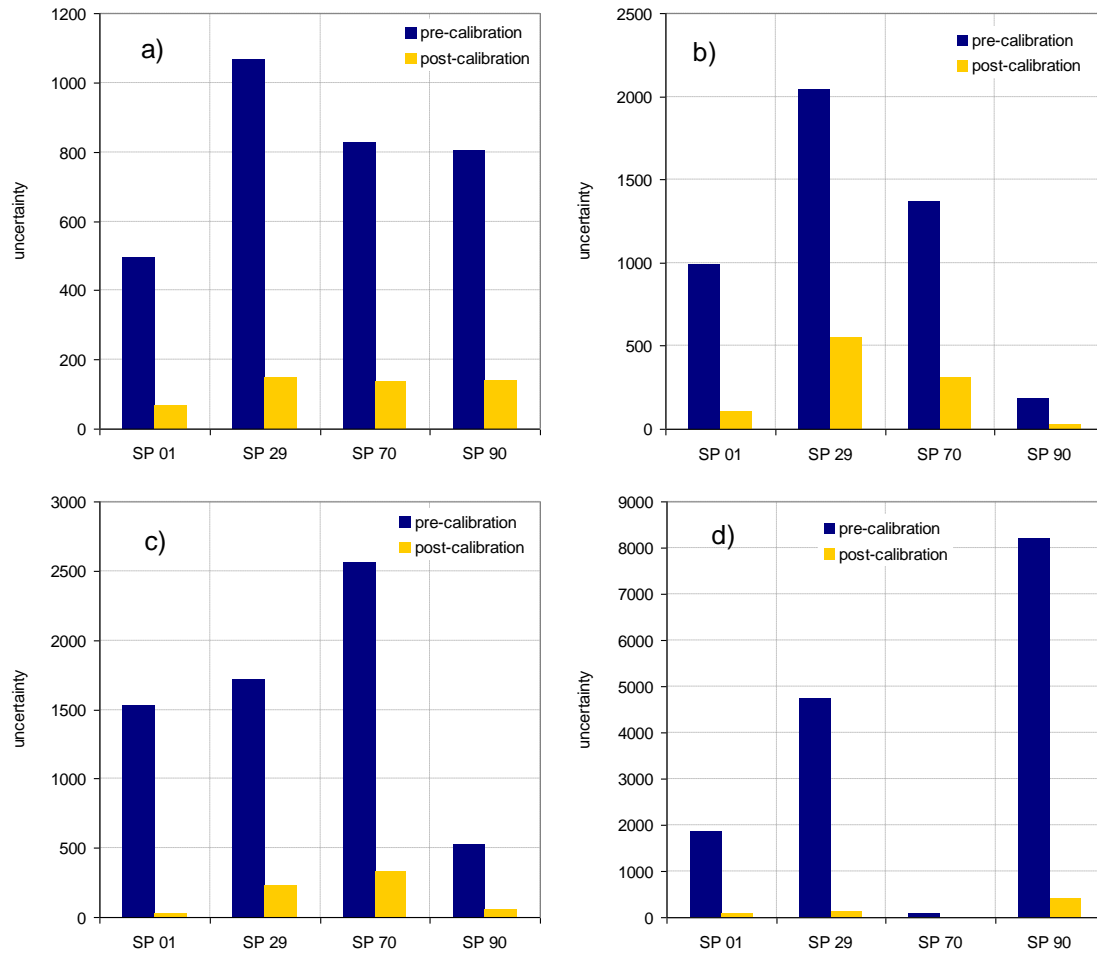 a)
pre-calibration
post-calibration
uncertainty
1200
1000
800
600
400
200
0
SP 01 SP 29 SP 70 SP 90
b)
pre-calibration
post-calibration
uncertainty
2500
2000
1500
1000
500
0
SP 01 SP 29 SP 70 SP 90
c)
pre-calibration
post-calibration
uncertainty
3000
2500
2000
1500
1000
500
0
SP 01 SP 29 SP 70 SP 90
d)
pre-calibration
post-calibration
uncertainty
9000
8000
7000
6000
5000
4000
3000
2000
1000
0
SP 01 SP 29 SP 70 SP 90